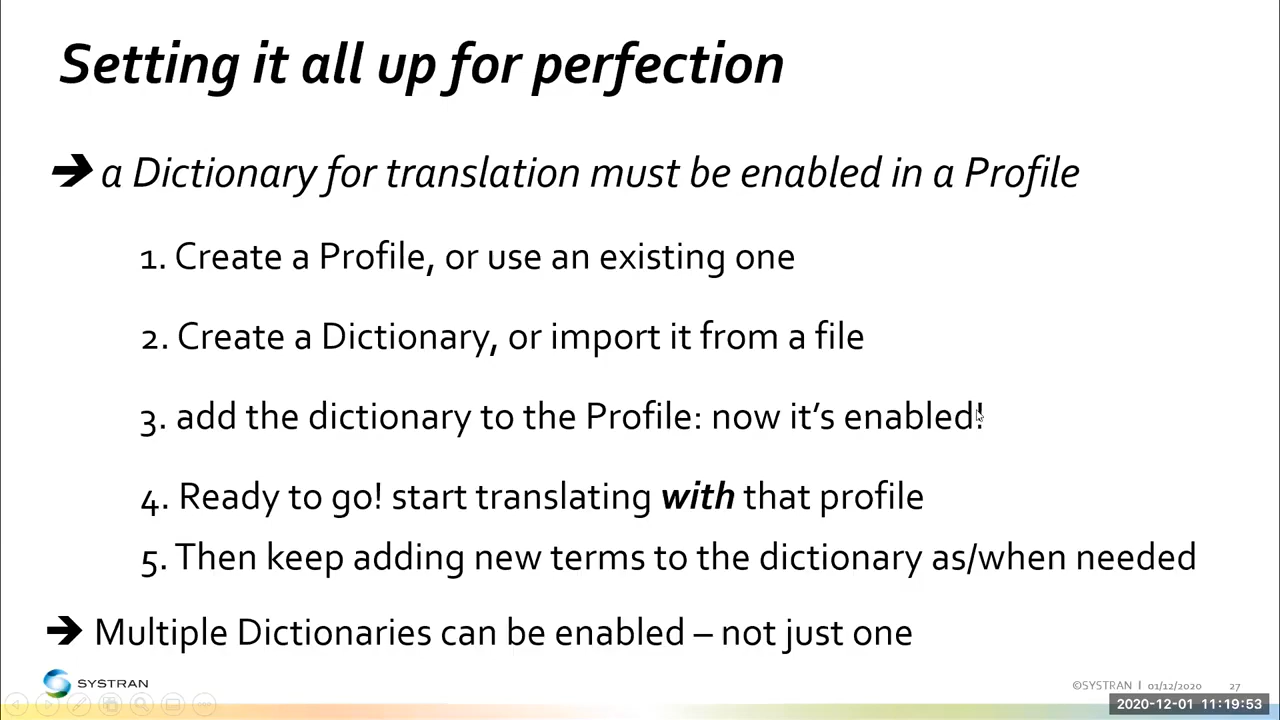 Setting it all up for perfection
➔ a Dictionary for translation must be enabled in a Profile
1. Create a Profile, or use an existing one
2. Create a Dictionary, or import it from a file
3. add the dictionary to the Profile: now it’s enabled!
4. Ready to go! start translating with that profile
5. Then keep adding new terms to the dictionary as/when needed
➔ Multiple Dictionaries can be enabled – not just one
SYSTRAN
©SYSTRAN | 01/12/2020 27
2020-12-01 11:19:53